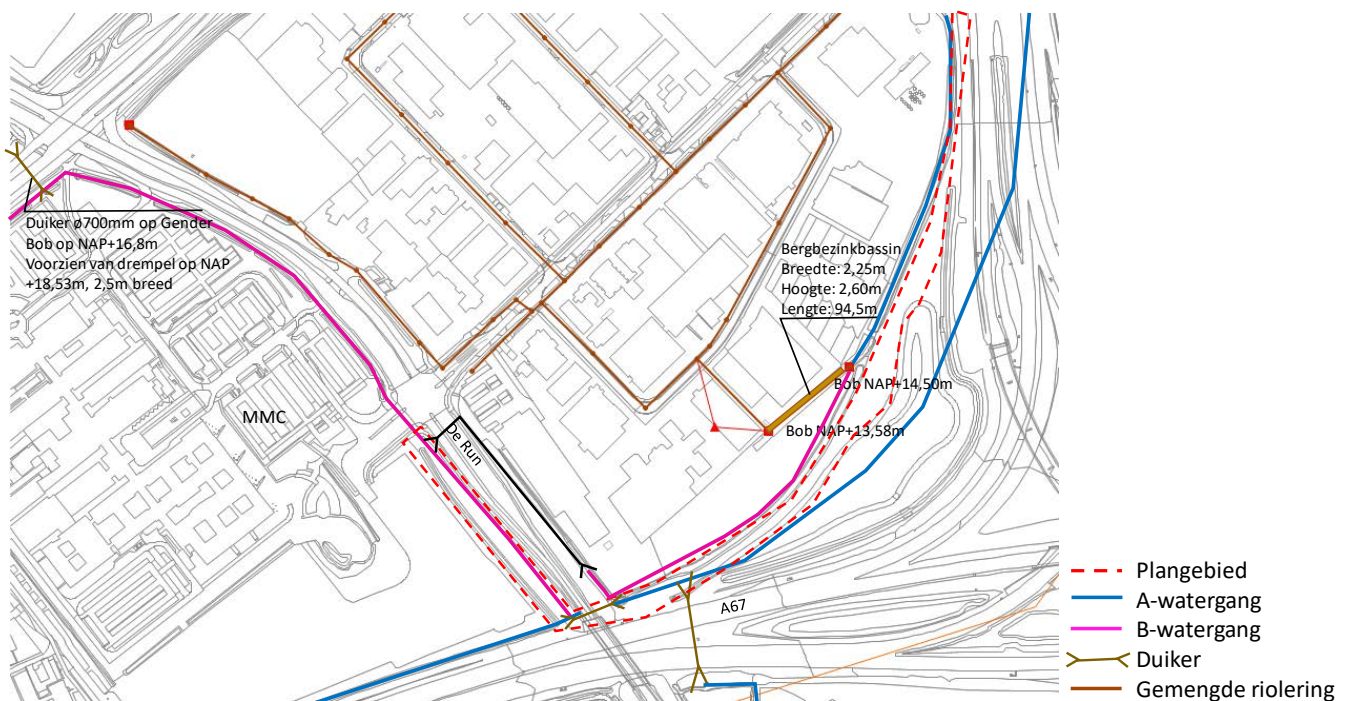 Duiker ø700mm op Gender
Bob op NAP+16,8m
Voorzien van drempel op NAP
+18,53m, 2,5m breed
Bergbezinkbassin
Breedte: 2,25m
Hoogte: 2,60m
Lengte: 94,5m
Bob NAP+14,50m
Bob NAP+13,58m
MMC
De Run
A67
Plangebied
A-watergang
B-watergang
Duiker
Gemengde riolering